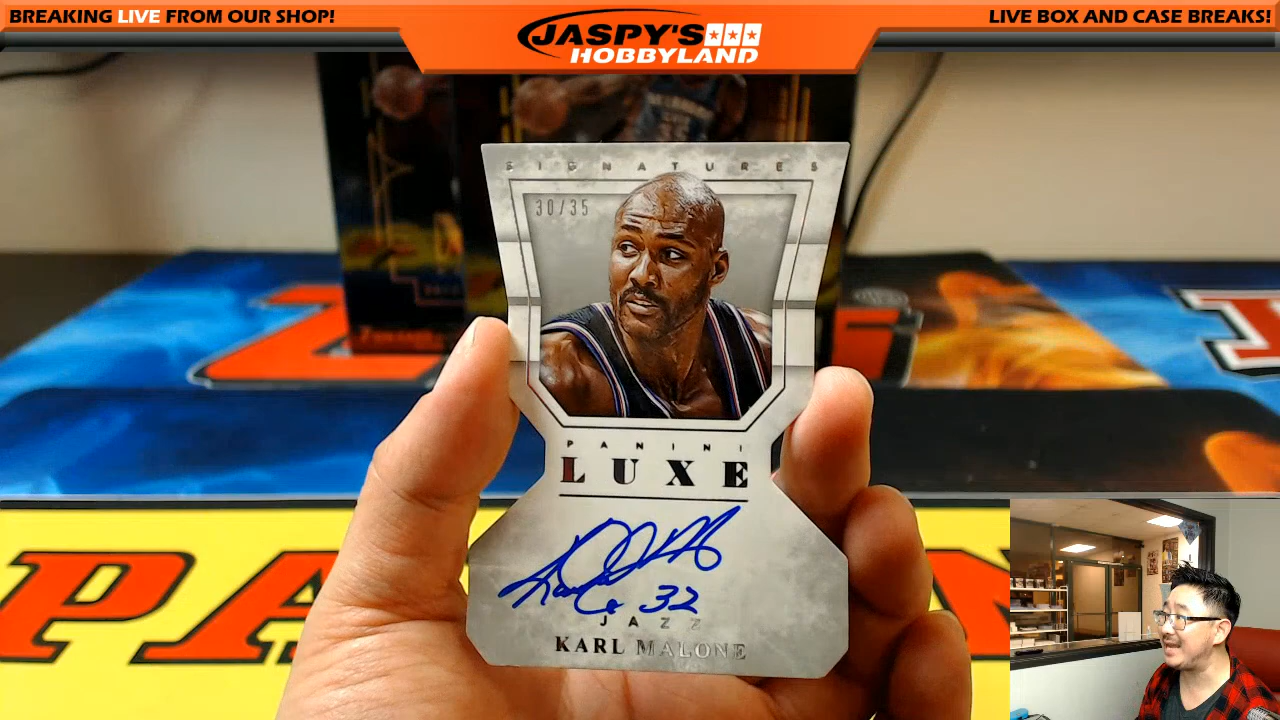 BREAKING LIVE FROM OUR SHOP!
JASPY'S
HOBBYLAND
LIVE BOX AND CASE BREAKS!
SIGNATURES
30/35
PANINI
LUXE
32
JAZZ
KARL MALONE
PA